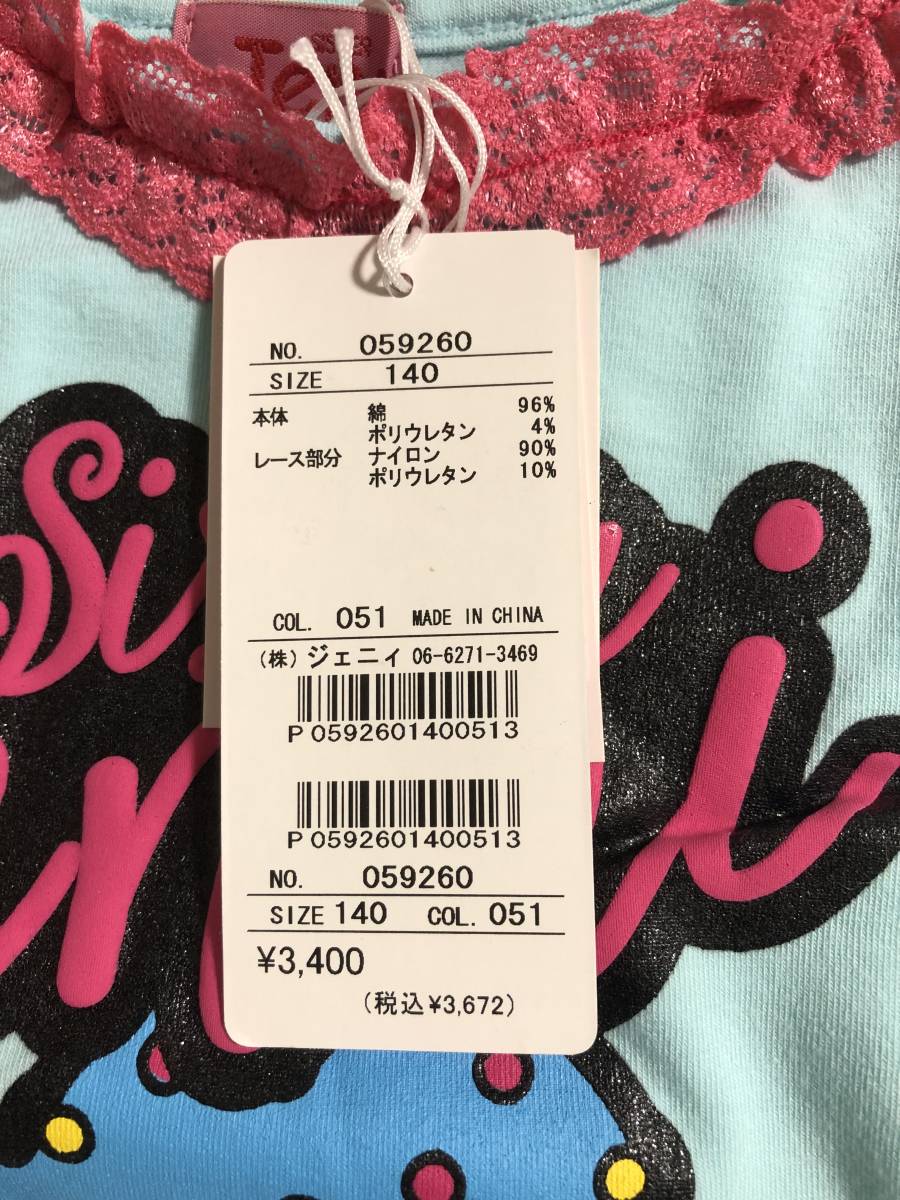 SISTER
Je
NO. 059260
SIZE 140
本体 綿 96%
ポリウレタン 4%
レース部分 ナイロン 90%
ポリウレタン 10%
COL. 051 MADE IN CHINA
(株) ジェニィ 06-6271-3469
P 0592601400513
P 0592601400513
NO. 059260
SIZE 140 COL. 051
¥3,400
(税込¥3,672)
Si